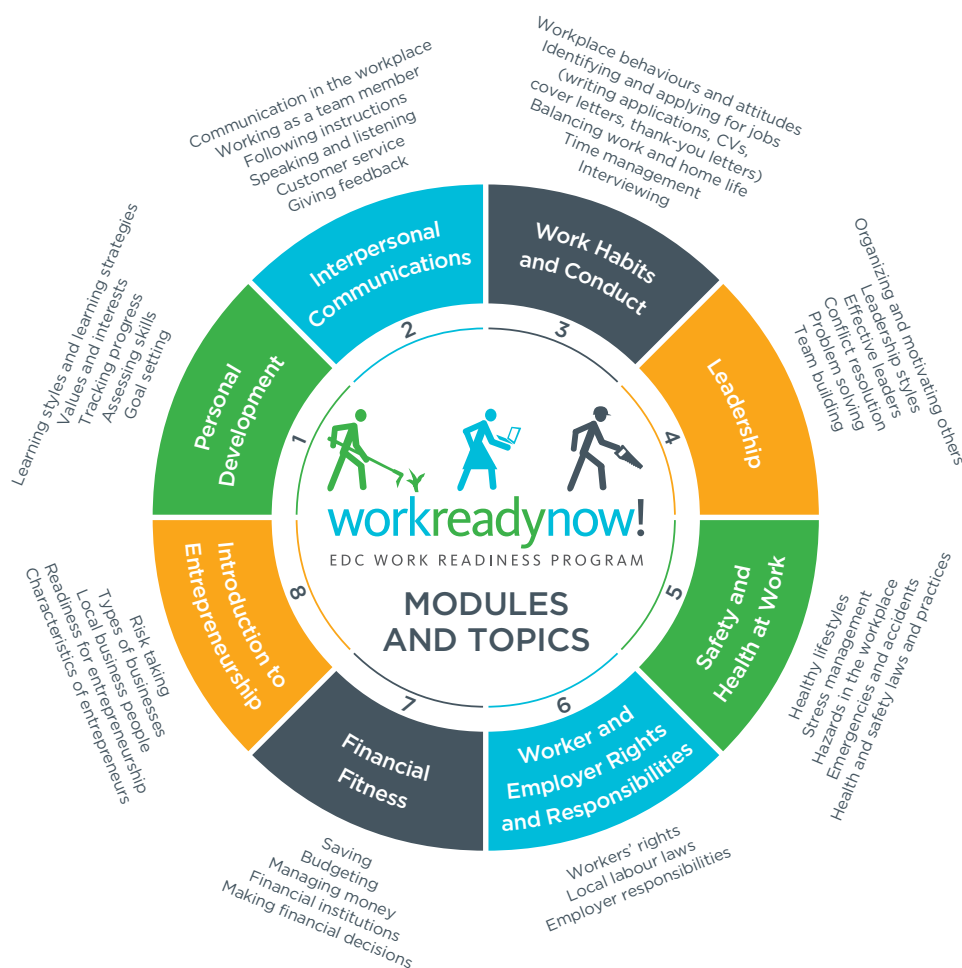 workreadynow!
EDC WORK READINESS PROGRAM
MODULES
AND TOPICS
1
Personal
Development
Learning styles and learning strategies
Values and interests
Tracking progress
Assessing skills
Goal setting
2
Interpersonal
Communications
Communication in the workplace
Working as a team member
Following instructions
Speaking and listening
Customer service
Giving feedback
3
Work Habits
and Conduct
Workplace behaviours and attitudes
Identifying and applying for jobs
(writing applications, CVs,
cover letters, thank-you letters)
Balancing work and home life
Time management
Interviewing
4
Leadership
Organizing and motivating others
Leadership styles
Effective leaders
Conflict resolution
Problem solving
Team building
5
Safety and
Health at Work
Healthy lifestyles
Stress management
Hazards in the workplace
Emergencies and accidents
Health and safety laws and practices
6
Worker and
Employer Rights
and Responsibilities
Workers' rights
Local labour laws
Employer responsibilities
7
Financial
Fitness
Saving
Budgeting
Managing money
Financial institutions
Making financial decisions
8
Introduction to
Entrepreneurship
Risk taking
Types of businesses
Local business people
Readiness for entrepreneurship
Characteristics of entrepreneurs